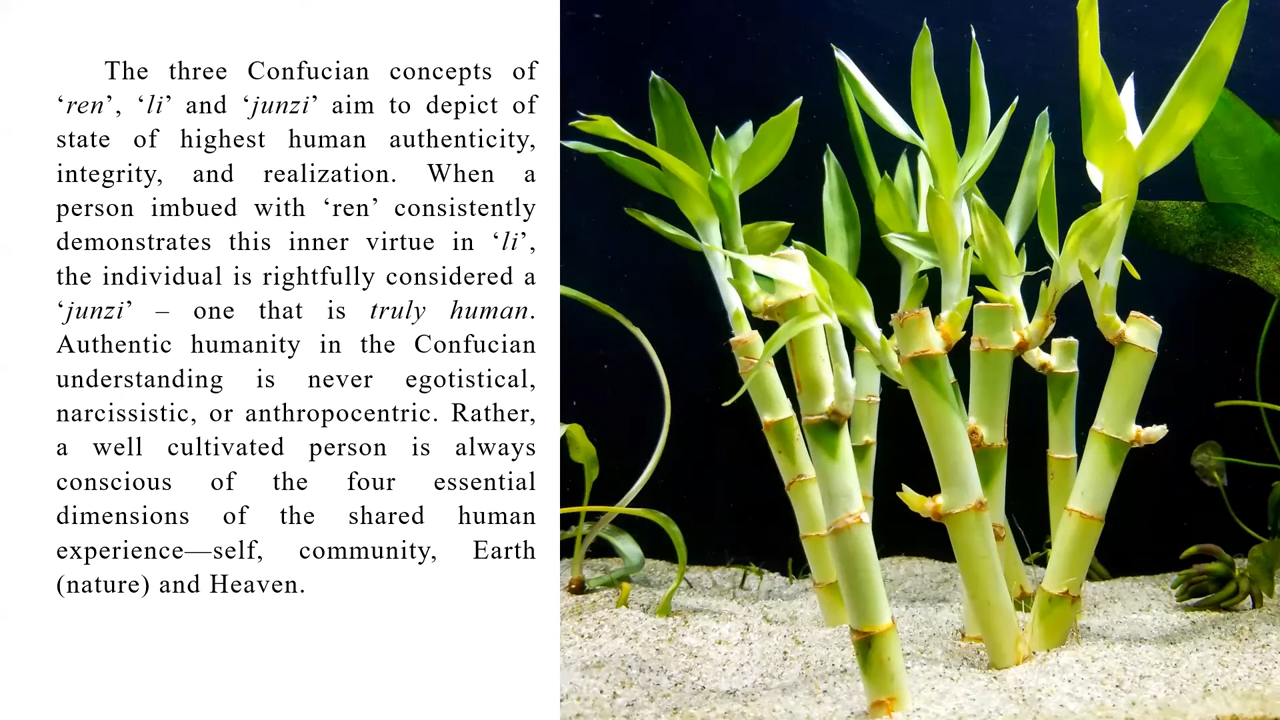 The three Confucian concepts of
‘ren’, ‘li’ and ‘junzi’ aim to depict of
state of highest human authenticity,
integrity, and realization. When a
person imbued with ‘ren’ consistently
demonstrates this inner virtue in ‘li’,
the individual is rightfully considered a
‘junzi’ – one that is truly human.
Authentic humanity in the Confucian
understanding is never egotistical,
narcissistic, or anthropocentric. Rather,
a well cultivated person is always
conscious of the four essential
dimensions of the shared human
experience—self, community, Earth
(nature) and Heaven.